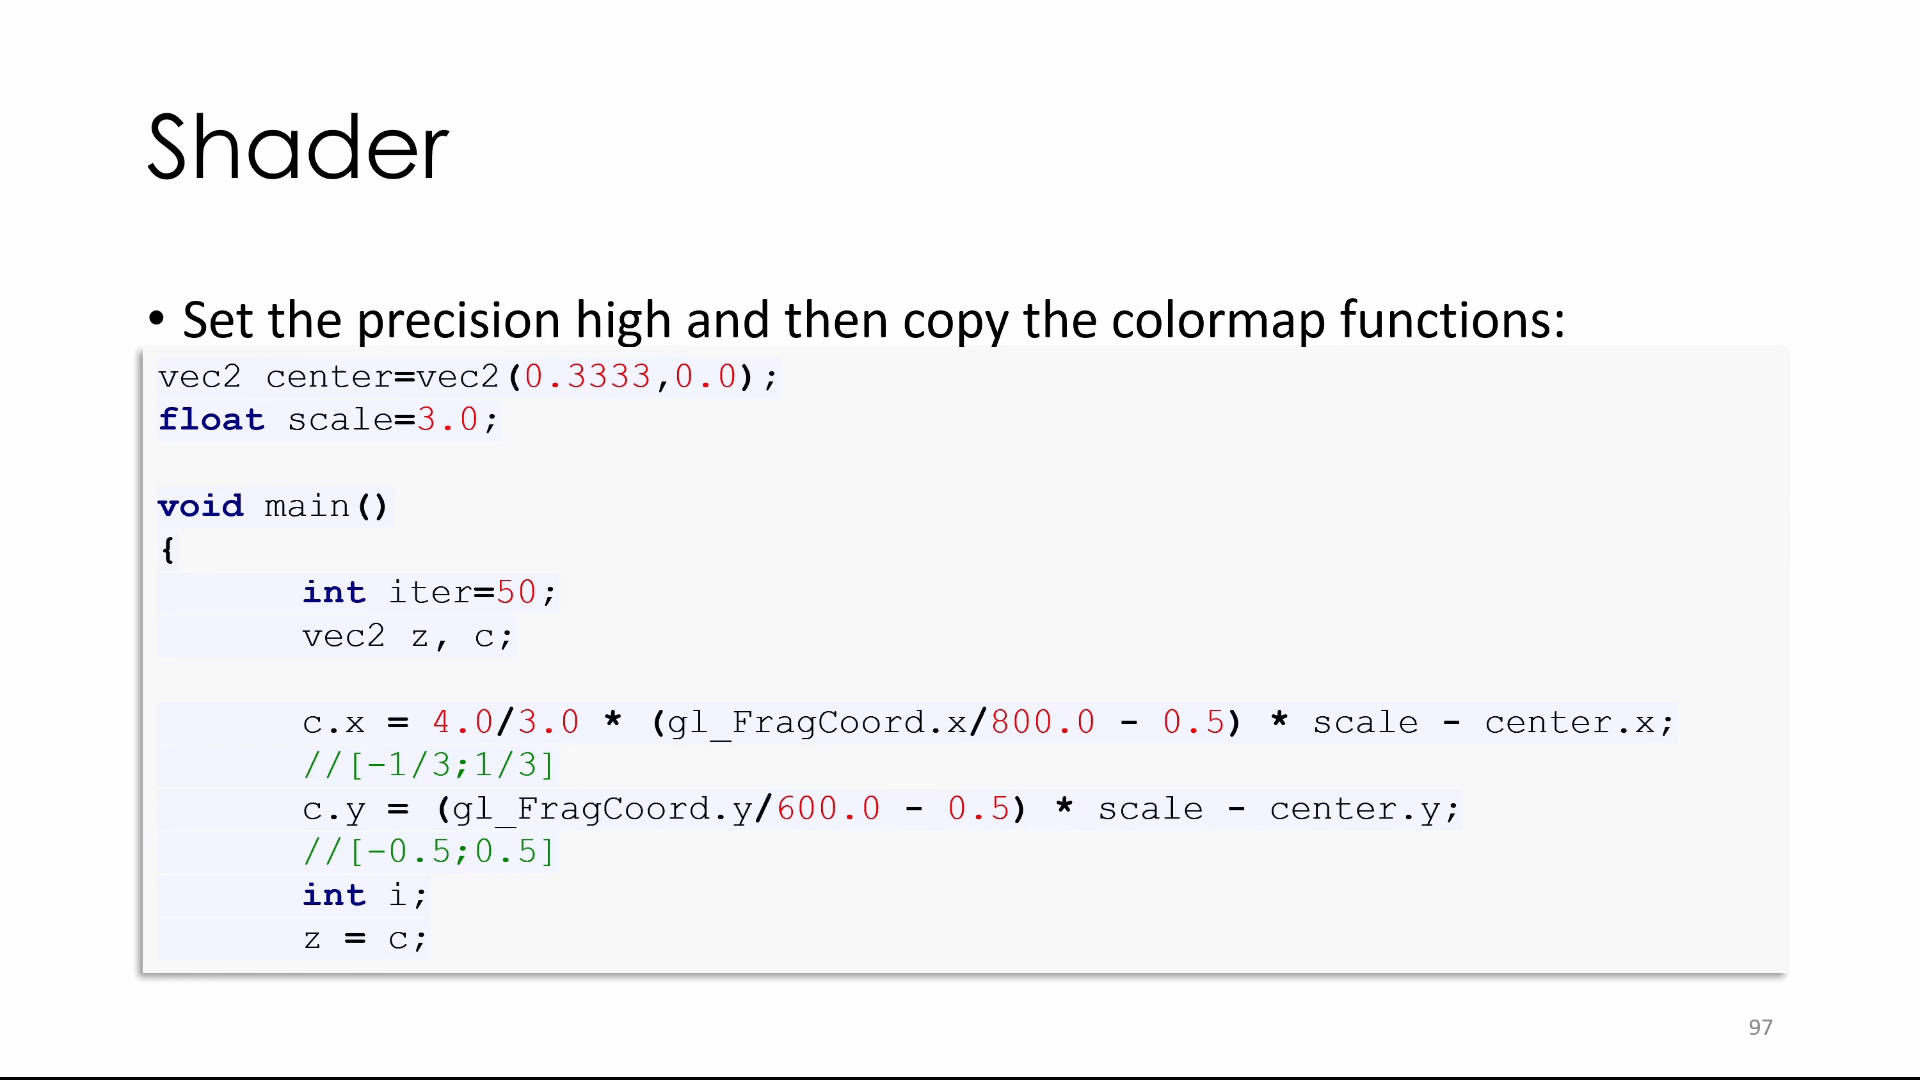 Shader
• Set the precision high and then copy the colormap functions:
vec2 center=vec2(0.3333,0.0);
float scale=3.0;
void main()
{
int iter=50;
vec2 z, c;
c.x = 4.0/3.0 * (gl_FragCoord.x/800.0 - 0.5) * scale - center.x;
//[-1/3;1/3]
c.y = (gl_FragCoord.y/600.0 - 0.5) * scale - center.y;
//[-0.5;0.5]
int i;
z = c;
97